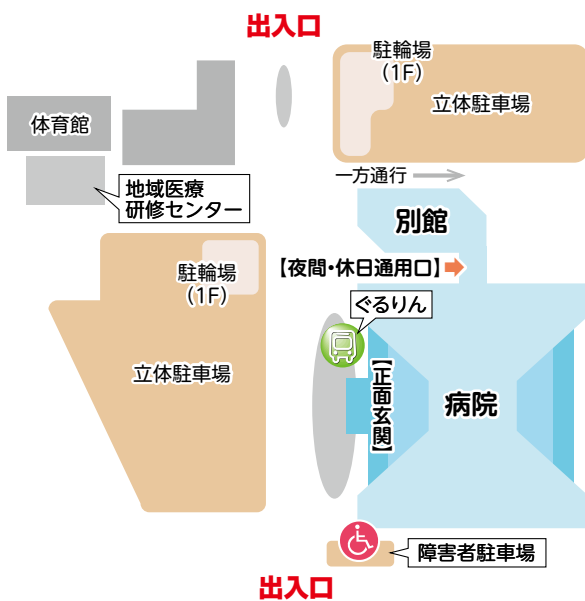 出入口
駐輪場
(1F)
立体駐車場
体育館
一方通行
地域医療
研修センター
別館
【夜間・休日通用口】
駐輪場
(1F)
ぐるりん
立体駐車場
【正面玄関】
病院
障害者駐車場
出入口